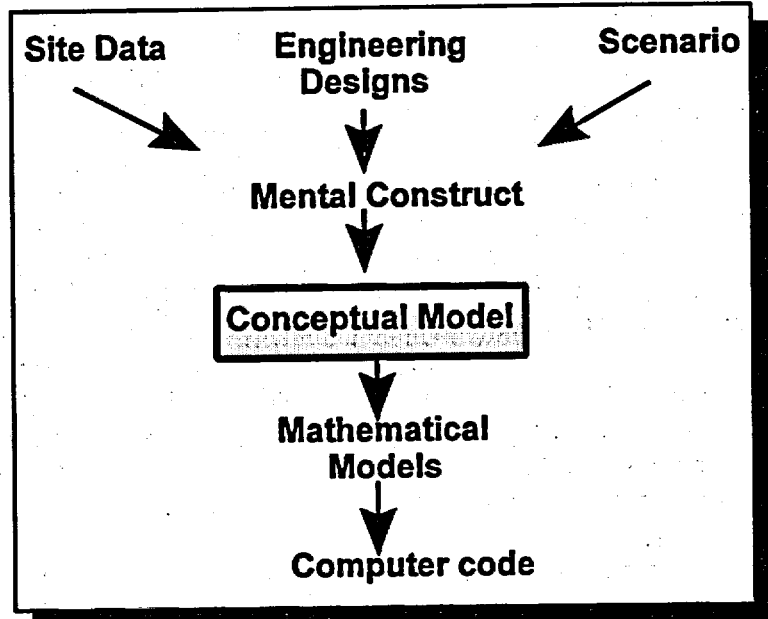 Site Data
Engineering
Designs
Scenario
Mental Construct
Conceptual Model
Mathematical
Models
Computer code